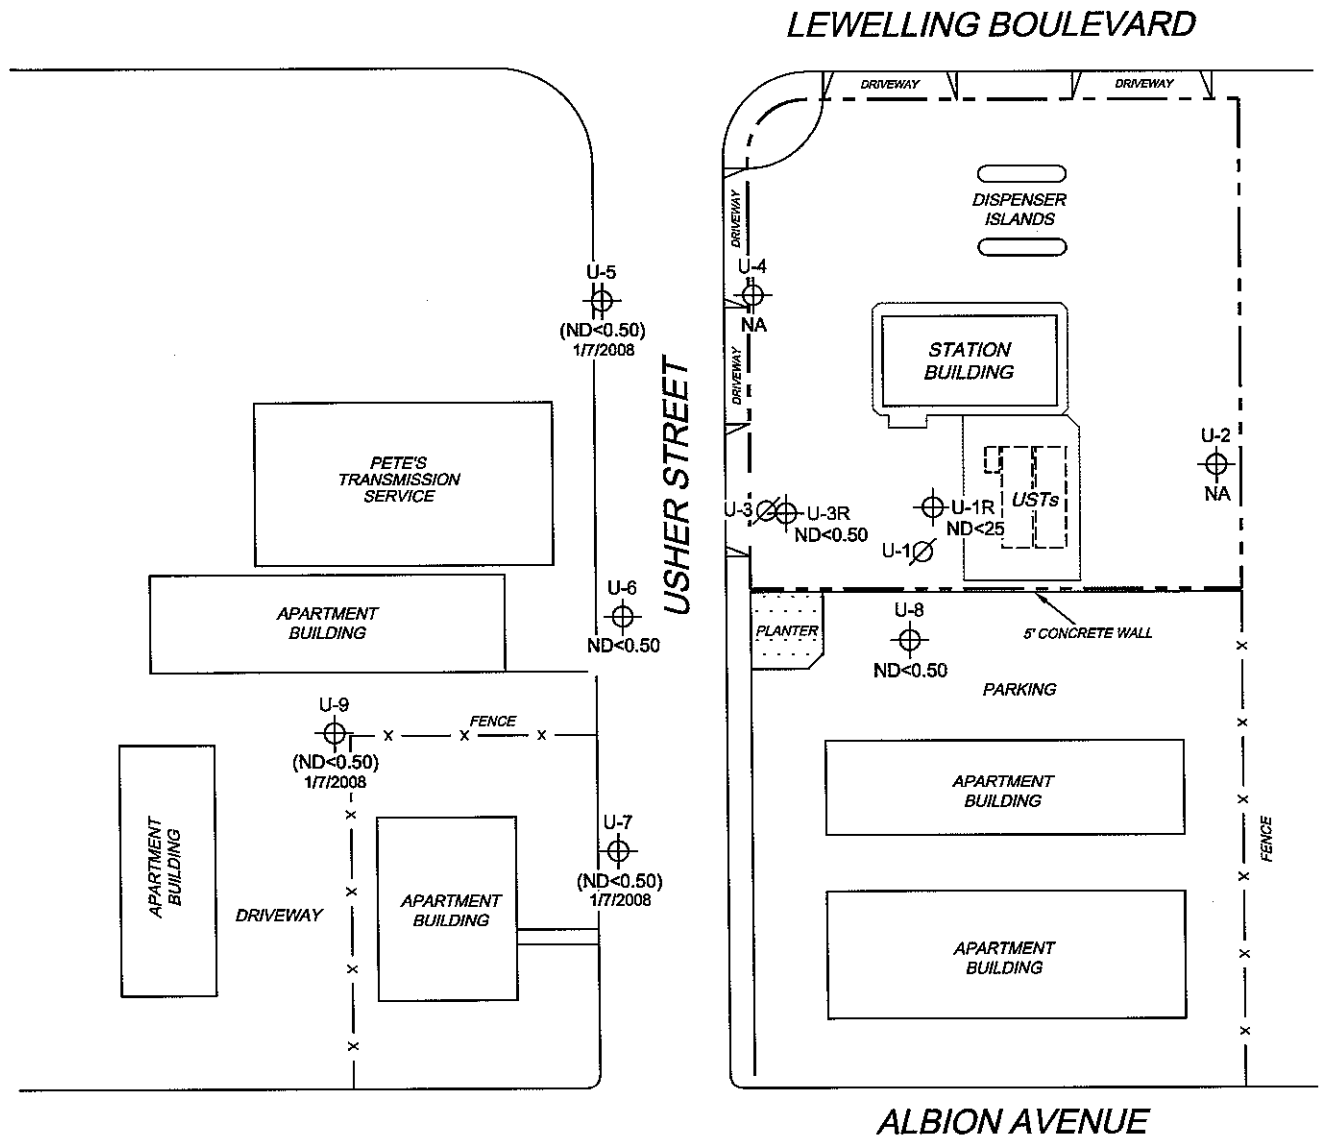 LEWELLING BOULEVARD
DRIVEWAY
DRIVEWAY
DISPENSER
ISLANDS
DRIVEWAY
U-5
(ND<0.50)
1/7/2008
U-4
NA
STATION
BUILDING
DRIVEWAY
USHER STREET
PETE'S
TRANSMISSION
SERVICE
U-2
NA
USTs
U-3
U-3R
ND<0.50
U-1R
ND<25
U-1
APARTMENT
BUILDING
U-6
ND<0.50
PLANTER
U-8
ND<0.50
5' CONCRETE WALL
PARKING
X
X
X
X
X
X
U-9
(ND<0.50)
1/7/2008
X
X
FENCE
X
X
X
X
X
APARTMENT
BUILDING
FENCE
U-7
(ND<0.50)
1/7/2008
APARTMENT
BUILDING
DRIVEWAY
APARTMENT
BUILDING
APARTMENT
BUILDING
ALBION AVENUE